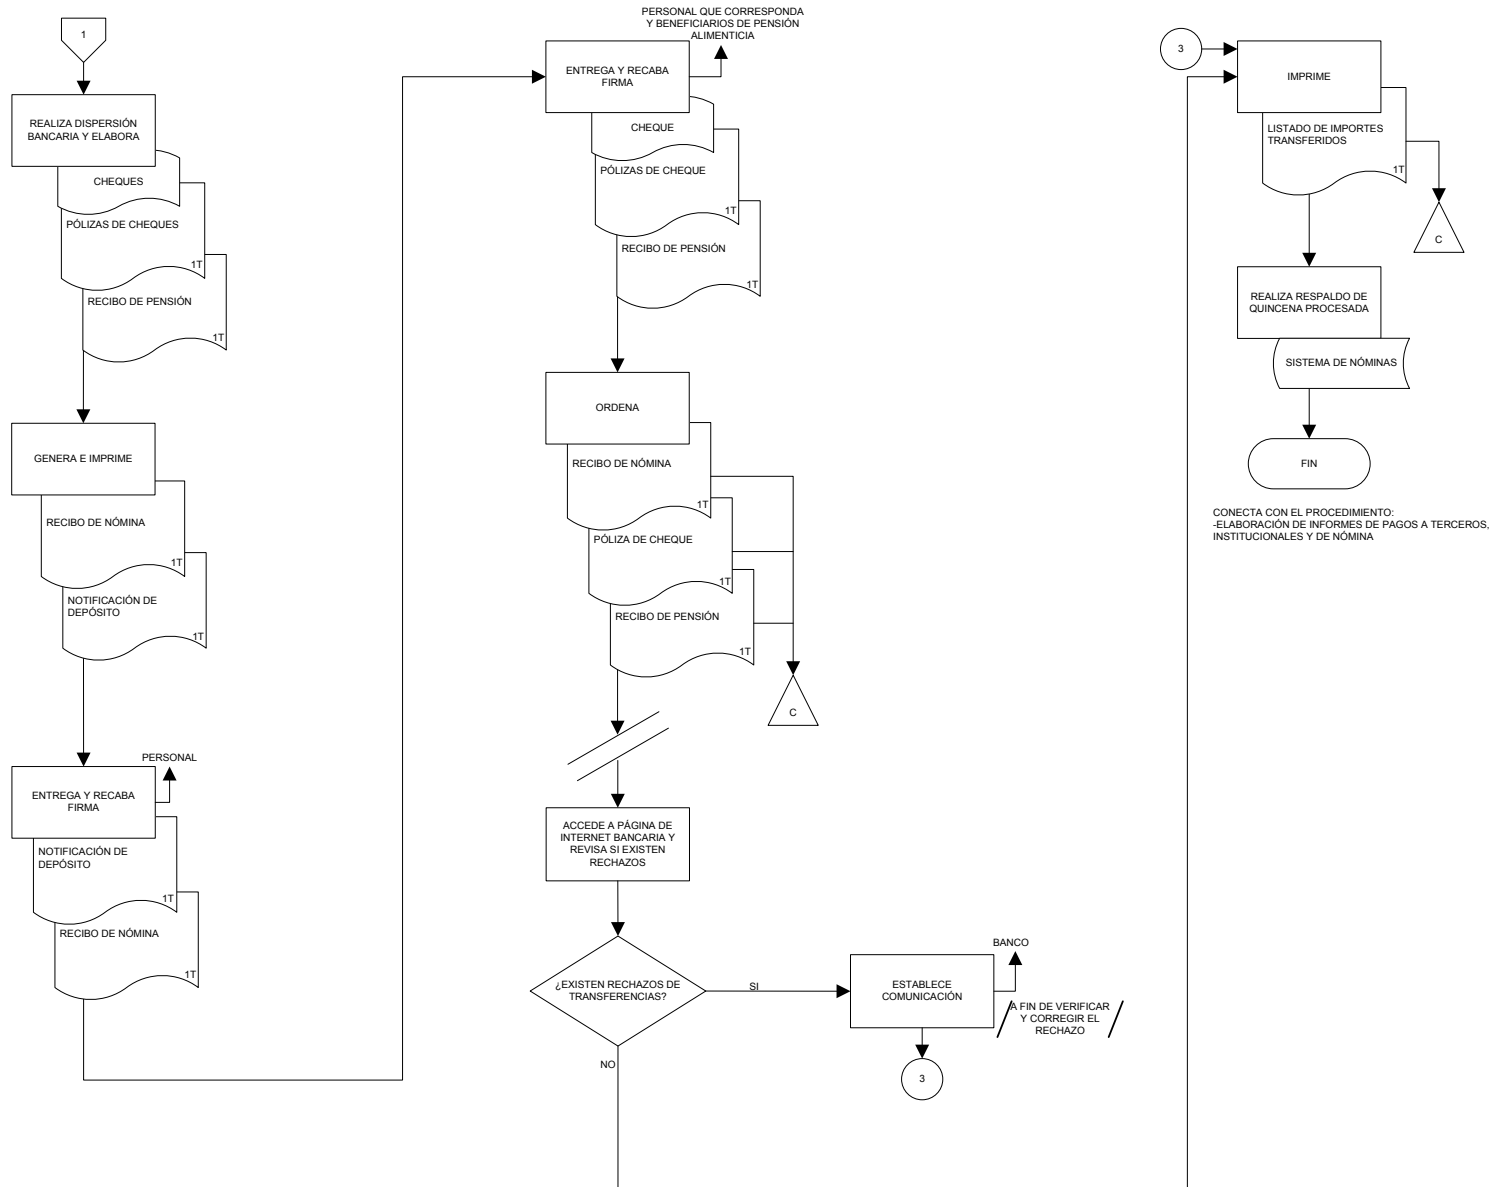 1
REALIZA DISPERSIÓN
BANCARIA Y ELABORA
CHEQUES
PÓLIZAS DE CHEQUES
1T
RECIBO DE PENSIÓN
1T
GENERA E IMPRIME
RECIBO DE NÓMINA
1T
NOTIFICACIÓN DE
DEPÓSITO
1T
PERSONAL
ENTREGA Y RECABA
FIRMA
NOTIFICACIÓN DE
DEPÓSITO
1T
RECIBO DE NÓMINA
1T
PERSONAL QUE CORRESPONDA
Y BENEFICIARIOS DE PENSIÓN
ALIMENTICIA
ENTREGA Y RECABA
FIRMA
CHEQUE
PÓLIZAS DE CHEQUE
1T
RECIBO DE PENSIÓN
1T
ORDENA
RECIBO DE NÓMINA
1T
PÓLIZA DE CHEQUE
1T
RECIBO DE PENSIÓN
1T
C
ACCEDE A PÁGINA DE
INTERNET BANCARIA Y
REVISA SI EXISTEN
RECHAZOS
¿EXISTEN RECHAZOS DE
TRANSFERENCIAS?
SI
NO
BANCO
ESTABLECE
COMUNICACIÓN
A FIN DE VERIFICAR
Y CORREGIR EL
RECHAZO
3
3
IMPRIME
LISTADO DE IMPORTES
TRANSFERIDOS
1T
C
REALIZA RESPALDO DE
QUINCENA PROCESADA
SISTEMA DE NÓMINAS
FIN
CONECTA CON EL PROCEDIMIENTO:
-ELABORACIÓN DE INFORMES DE PAGOS A TERCEROS,
INSTITUCIONALES Y DE NÓMINA